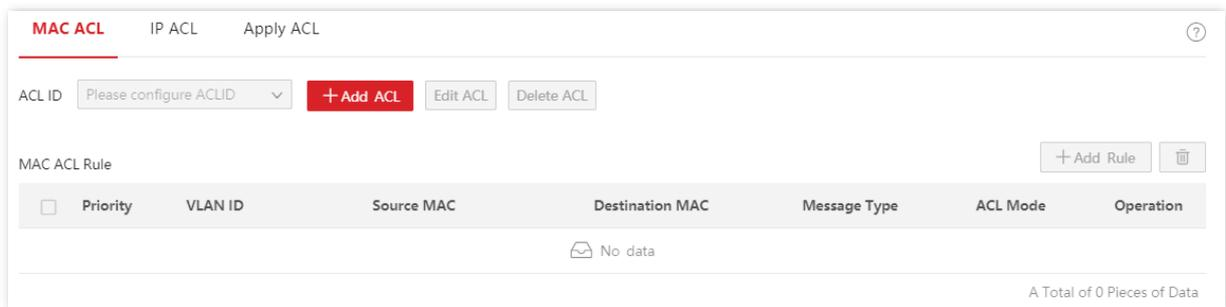 MAC ACL IP ACL Apply ACL ?
ACL ID Please configure ACLID +Add ACL Edit ACL Delete ACL
+Add Rule
MAC ACL Rule
Priority VLAN ID Source MAC Destination MAC Message Type ACL Mode Operation
No data
A Total of 0 Pieces of Data